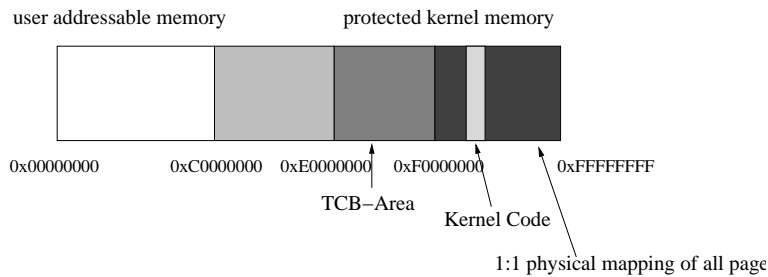 user addressable memory
protected kernel memory
0x00000000
0xC0000000
0xE0000000
0xF0000000
0xFFFFFFFF
TCB−Area
Kernel Code
1:1 physical mapping of all page